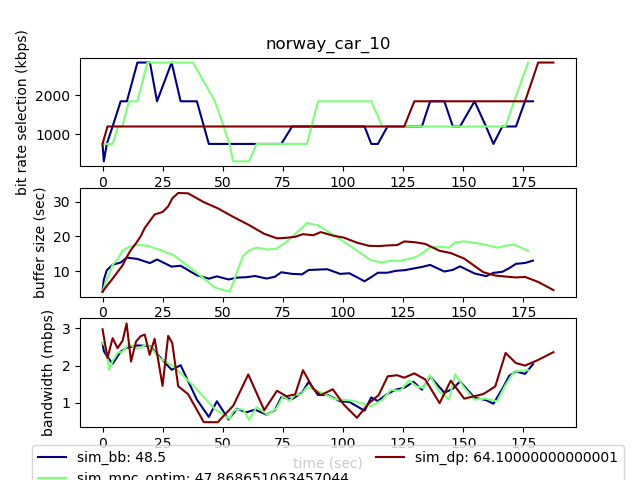 norway_car_10
bit rate selection (kbps)
2000
1000
0 25 50 75 100 125 150 175
buffer size (sec)
30
20
10
0 25 50 75 100 125 150 175
bandwidth (mbps)
3
2
1
0 25 50 75 100 125 150 175
time (sec)
sim_bb: 48.5
sim_dp: 64.10000000000001
sim_mpc_optim: 47.868651063457044